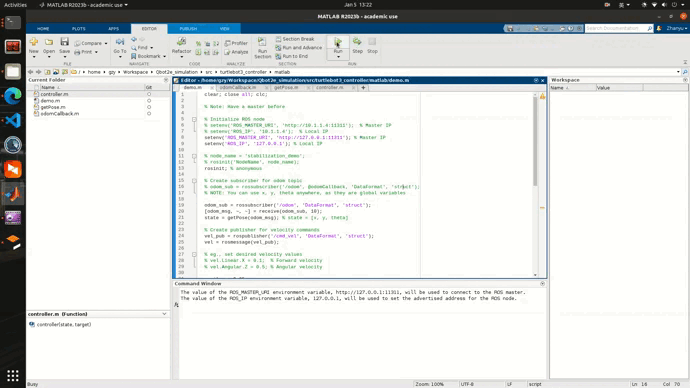 Activities
Jan 5 13:22
MATLAB R2023b - academic use
HOME PLOTS APPS EDITOR PUBLISH VIEW
Search Documentation
Zhanyu
New Open Save Compare Print Go To Find Bookmark Refactor Profiler Analyze Run Section Section Break Run and Advance Run to End Run Step Stop
FILE NAVIGATE CODE ANALYZE SECTION RUN
/ home gzy Workspace Qbot2e_simulation src turtlebot3_controller matlab
Current Folder
Name Git
controller.m
demo.m
getPose.m
odomCallback.m
Editor - /home/gzy/Workspace/Qbot2e_simulation/src/turtlebot3_controller/matlab/demo.m
demo.m odomCallback.m getPose.m controller.m +
1 clear; close all; clc;
2
3 % Note: Have a master before
4
5 % Initialize ROS node
6 % setenv('ROS_MASTER_URI', 'http://10.1.1.4:11311'); % Master IP
7 % setenv('ROS_IP', '10.1.1.4'); % Local IP
8 setenv('ROS_MASTER_URI', 'http://127.0.0.1:11311'); % Master IP
9 setenv('ROS_IP', '127.0.0.1'); % Local IP
10
11 % node_name = 'stabilization_demo';
12 % rosinit('NodeName', node_name);
13 rosinit; % anonymous
14
15 % Create subscriber for odom topic
16 % odom_sub = rossubscriber('/odom', @odomCallback, 'DataFormat', 'struct');
17 % NOTE: You can use x, y, theta anywhere, as they are global variables
18
19 odom_sub = rossubscriber('/odom', 'DataFormat', 'struct');
20 [odom_msg, ~, ~] = receive(odom_sub, 10);
21 state = getPose(odom_msg); % state = [x, y, theta]
22
23 % Create publisher for velocity commands
24 vel_pub = rospublisher('/cmd_vel', 'DataFormat', 'struct');
25 vel = rosmessage(vel_pub);
26
27 % eg., set desired velocity values
28 % vel.Linear.X = 0.1; % Forward velocity
29 % vel.Angular.Z = 0.5; % Angular velocity
30
Workspace
Name Value
Command Window
The value of the ROS_MASTER_URI environment variable, http://127.0.0.1:11311, will be used to connect to the ROS master.
The value of the ROS_IP environment variable, 127.0.0.1, will be used to set the advertised address for the ROS node.
fx
controller.m (Function)
controller(state, target)
Busy
Zoom: 100% UTF-8 LF script Ln 16 Col 70